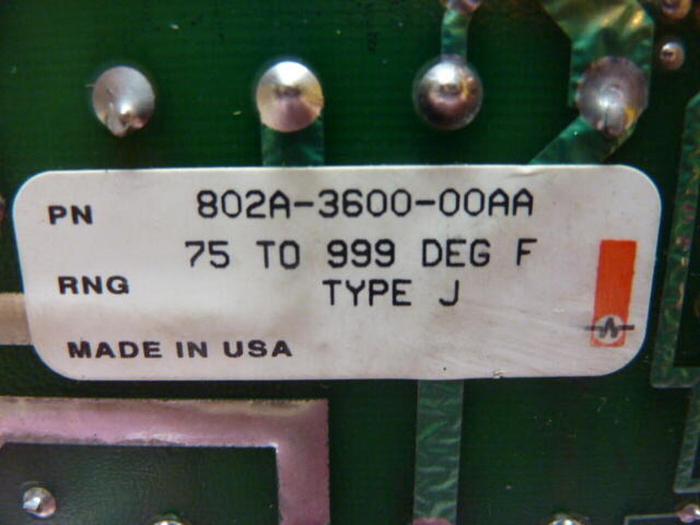 PN 802A-3600-00AA
75 TO 999 DEG F
RNG TYPE J
MADE IN USA